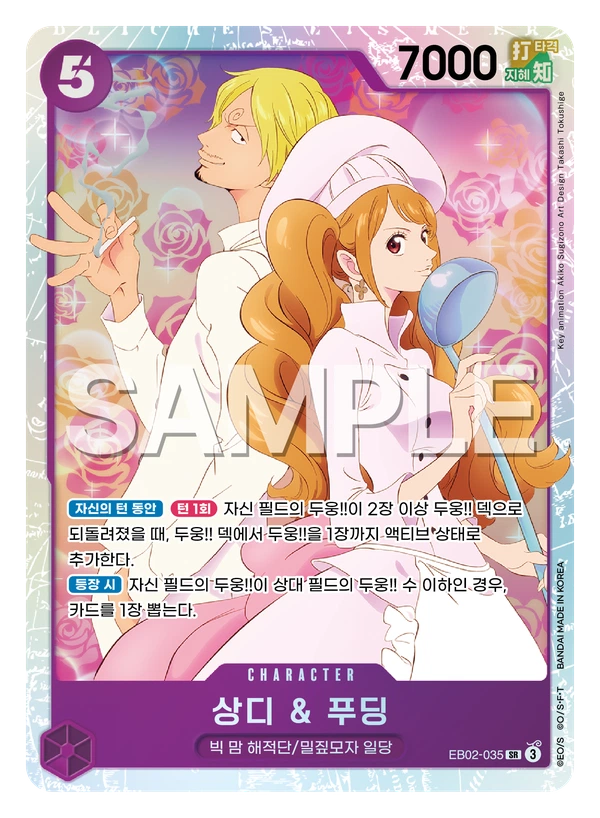 5
7000
打 타격
지혜 知
Key animation Akiko Sugizono Art Design Takashi Tokushige
SAMPLE
자신의 턴 동안 턴 1회 자신 필드의 두웅!!이 2장 이상 두웅!! 덱으로
되돌려졌을 때, 두웅!! 덱에서 두웅!!을 1장까지 액티브 상태로
추가한다.
등장 시 자신 필드의 두웅!!이 상대 필드의 두웅!! 수 이하인 경우,
카드를 1장 뽑는다.
CHARACTER
상디 & 푸딩
빅 맘 해적단/밀짚모자 일당
EB02-035 SR 3
©E.O/S ©O/S·F·T BANDAI MADE IN KOREA